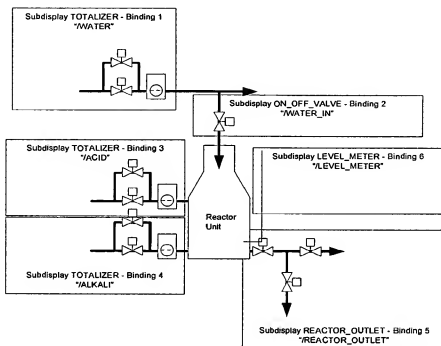 Subdisplay TOTALIZER - Binding 1
"/WATER"
Subdisplay ON_OFF_VALVE - Binding 2
"/WATER_IN"
Subdisplay TOTALIZER - Binding 3
"/ACID"
Subdisplay LEVEL_METER - Binding 6
"/LEVEL_METER"
Reactor
Unit
Subdisplay TOTALIZER - Binding 4
"/ALKALI"
Subdisplay REACTOR_OUTLET - Binding 5
"/REACTOR_OUTLET"